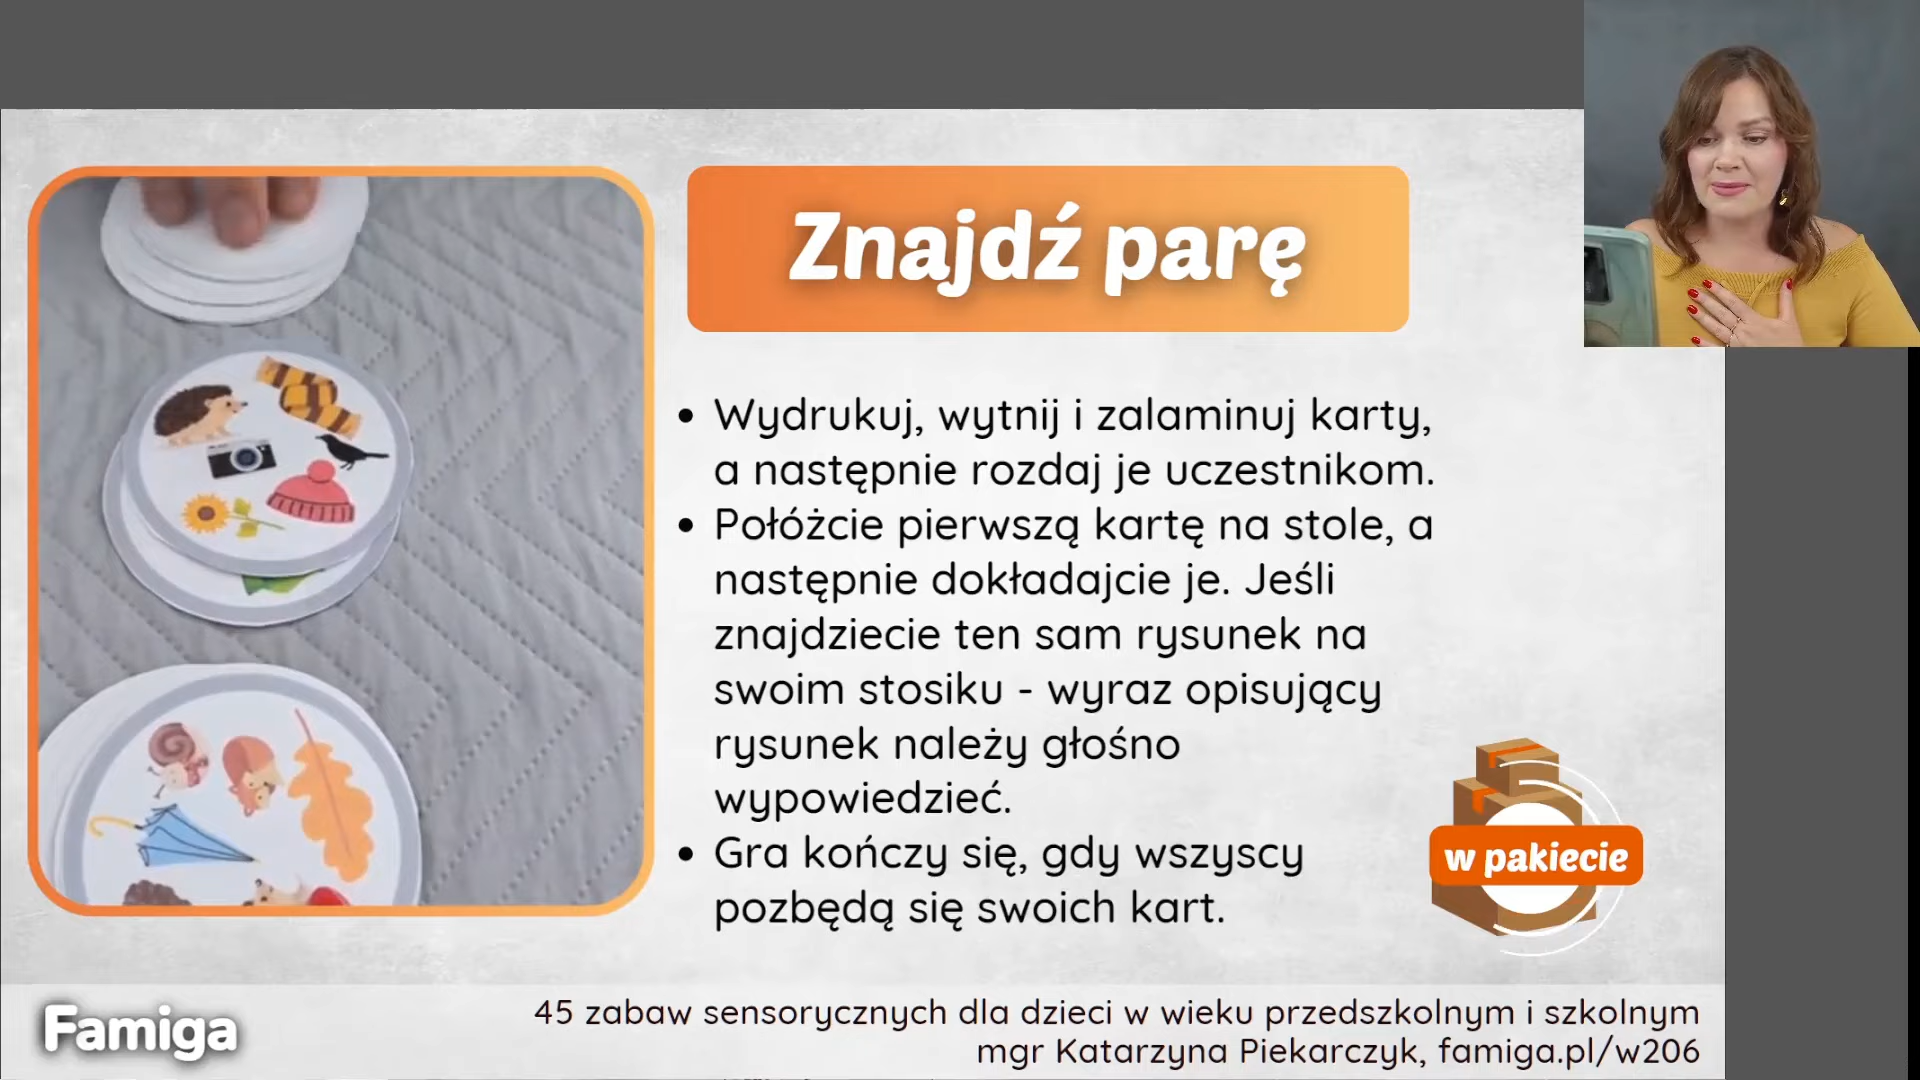 Znajdź parę
• Wydrukuj, wytnij i zalaminuj karty,
a następnie rozdaj je uczestnikom.
• Połóżcie pierwszą kartę na stole, a
następnie dokładajcie je. Jeśli
znajdziecie ten sam rysunek na
swoim stosiku - wyraz opisujący
rysunek należy głośno
wypowiedzieć.
• Gra kończy się, gdy wszyscy
pozbędą się swoich kart.
w pakiecie
Famiga
45 zabaw sensorycznych dla dzieci w wieku przedszkolnym i szkolnym
mgr Katarzyna Piekarczyk, famiga.pl/w206